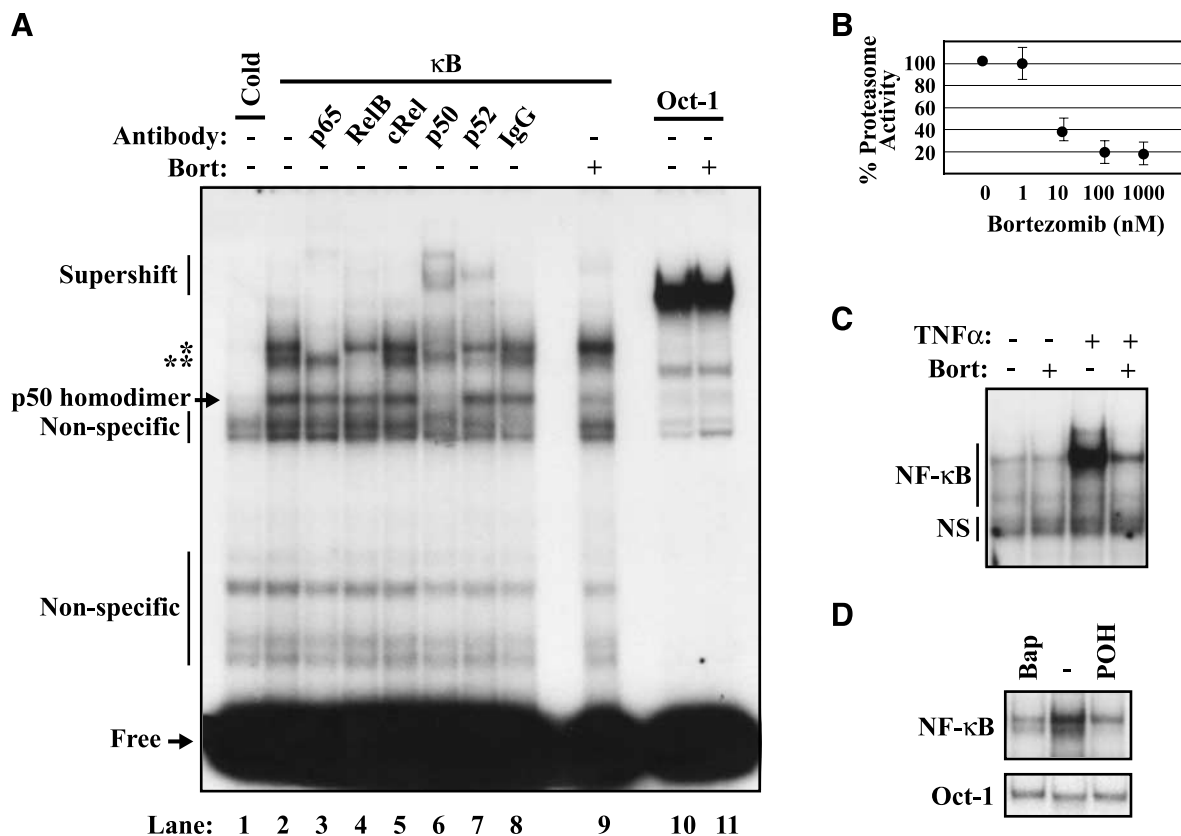 A
Cold
κB
Oct-1
Antibody: - - p65 RelB cRel p50 p52 IgG - - -
Bort: - - - - - - - - + - +
Supershift
*
**
p50 homodimer
Non-specific
Non-specific
Free
Lane: 1 2 3 4 5 6 7 8 9 10 11
B
% Proteasome
Activity
100
80
60
40
20
0 1 10 100 1000
Bortezomib (nM)
C
TNFα: - - + +
Bort: - + - +
NF-κB
NS
D
Bap - POH
NF-κB
Oct-1